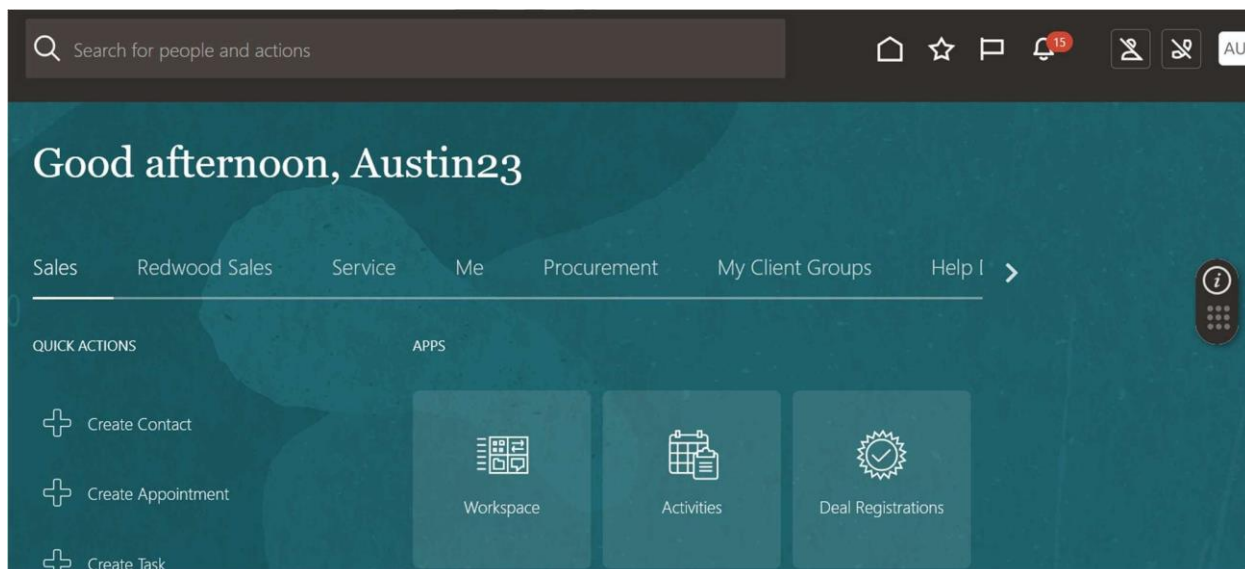 Search for people and actions
15
AU
Good afternoon, Austin23
Sales Redwood Sales Service Me Procurement My Client Groups Help
QUICK ACTIONS APPS
Create Contact
Create Appointment
Workspace Activities Deal Registrations
Create Task